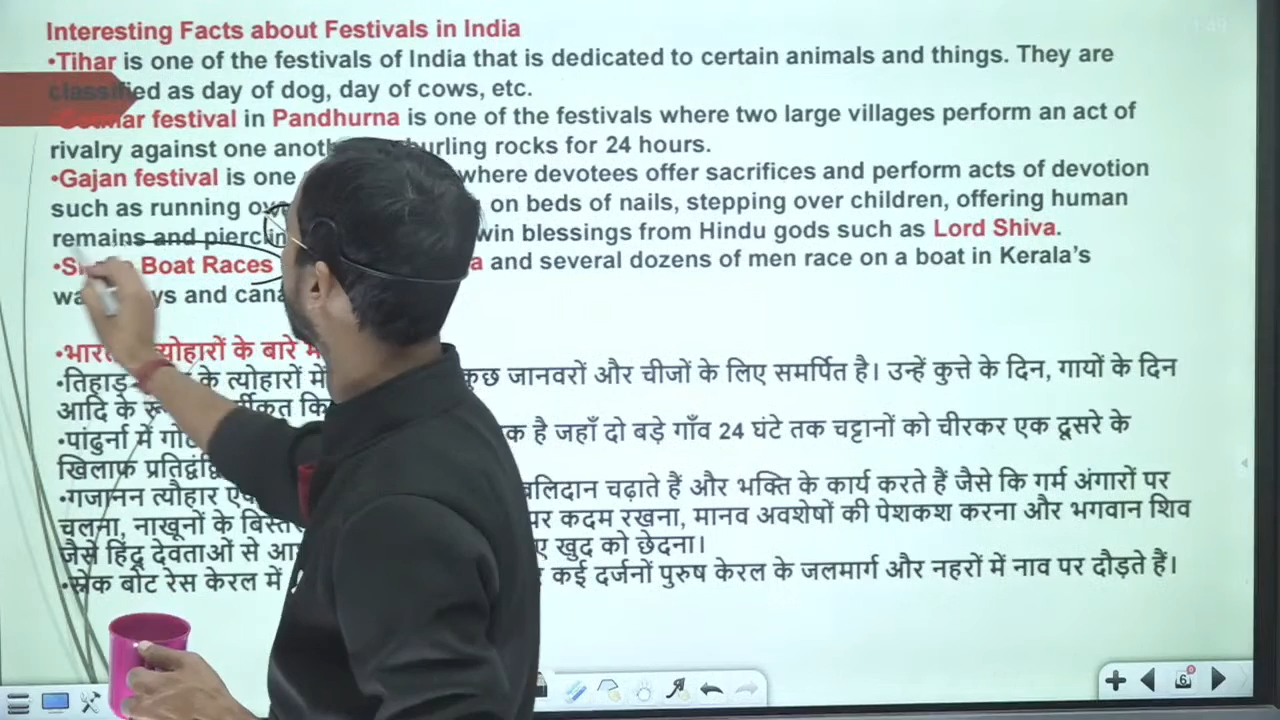 1:49
Interesting Facts about Festivals in India
•Tihar is one of the festivals of India that is dedicated to certain animals and things. They are
classified as day of dog, day of cows, etc.
festival in Pandhurna is one of the festivals where two large villages perform an act of
rivalry against one hurling rocks for 24 hours.
•Gajan festival is one where devotees offer sacrifices and perform acts of devotion
such as running on beds of nails, stepping over children, offering human
remains and win blessings from Hindu gods such as Lord Shiva.
Boat Races and several dozens of men race on a boat in Kerala's
and
त्योहारों के बारे
•तिहाड़ के त्योहारों में कुछ जानवरों और चीजों के लिए समर्पित है। उन्हें कुत्ते के दिन, गायों के दिन
आदि के
•पांढुर्ना में है जहाँ दो बड़े गाँव 24 घंटे तक चट्टानों को चीरकर एक दूसरे के
खिलाफ
•गजानन त्यौहार बलिदान चढ़ाते हैं और भक्ति के कार्य करते हैं जैसे कि गर्म अंगारों पर
चलना, नाखूनों के पर कदम रखना, मानव अवशेषों की पेशकश करना और भगवान शिव
जैसे हिंदू देवताओं से खुद को छेदना।
•स्नेक बोट रेस केरल में कई दर्जनों पुरुष केरल के जलमार्ग और नहरों में नाव पर दौड़ते हैं।
6